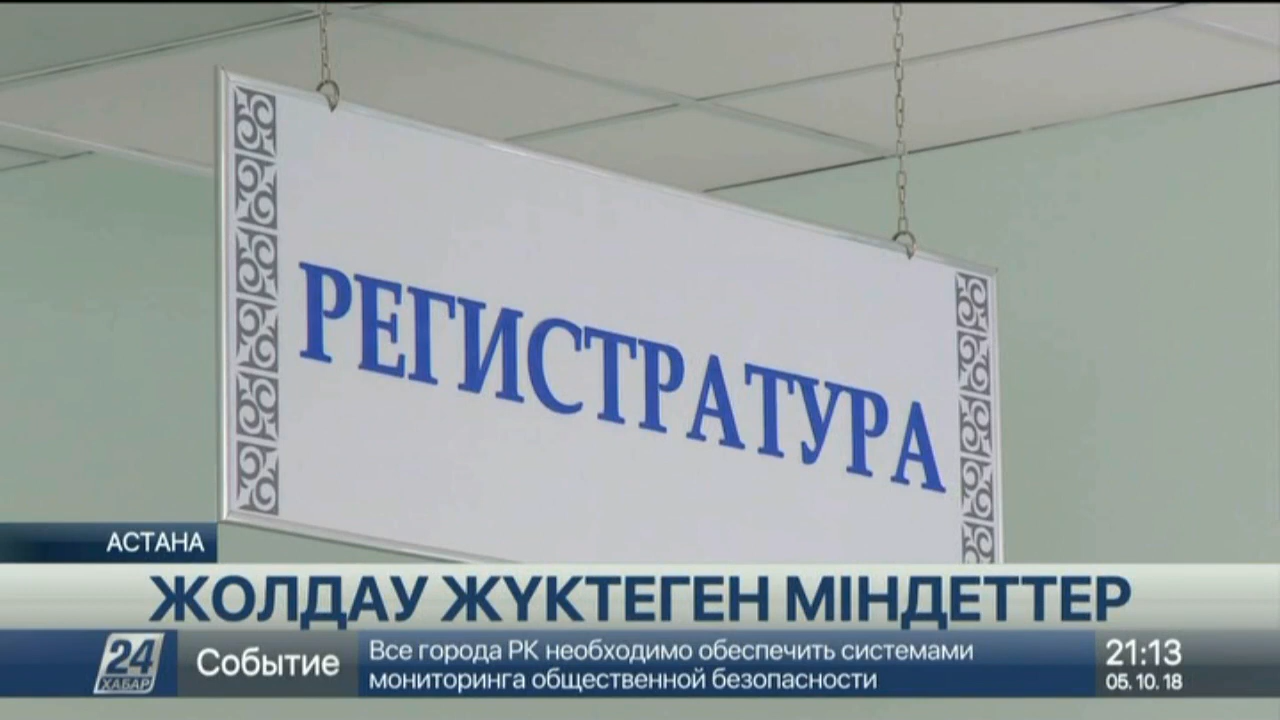 РЕГИСТРАТУРА
АСТАНА
ЖОЛДАУ ЖҮКТЕГЕН МІНДЕТТЕР
24
ХАБАР
Событие
Все города РК необходимо обеспечить системами
мониторинга общественной безопасности
21:13
05. 10. 18